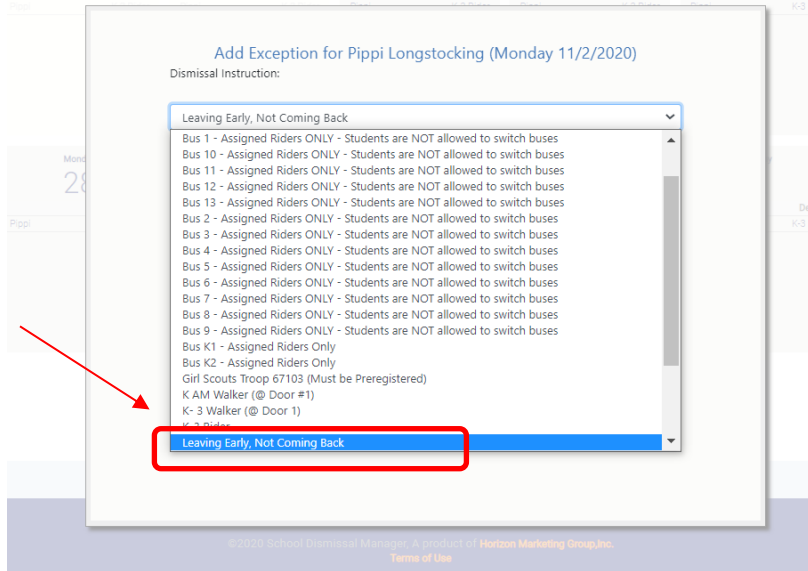 Add Exception for Pippi Longstocking (Monday 11/2/2020)
Dismissal Instruction:
Leaving Early, Not Coming Back
Bus 1 - Assigned Riders ONLY - Students are NOT allowed to switch buses
Bus 10 - Assigned Riders ONLY - Students are NOT allowed to switch buses
Bus 11 - Assigned Riders ONLY - Students are NOT allowed to switch buses
Bus 12 - Assigned Riders ONLY - Students are NOT allowed to switch buses
Bus 13 - Assigned Riders ONLY - Students are NOT allowed to switch buses
Bus 2 - Assigned Riders ONLY - Students are NOT allowed to switch buses
Bus 3 - Assigned Riders ONLY - Students are NOT allowed to switch buses
Bus 4 - Assigned Riders ONLY - Students are NOT allowed to switch buses
Bus 5 - Assigned Riders ONLY - Students are NOT allowed to switch buses
Bus 6 - Assigned Riders ONLY - Students are NOT allowed to switch buses
Bus 7 - Assigned Riders ONLY - Students are NOT allowed to switch buses
Bus 8 - Assigned Riders ONLY - Students are NOT allowed to switch buses
Bus 9 - Assigned Riders ONLY - Students are NOT allowed to switch buses
Bus K1 - Assigned Riders Only
Bus K2 - Assigned Riders Only
Girl Scouts Troop 67103 (Must be Preregistered)
K AM Walker (@ Door #1)
K- 3 Walker (@ Door 1)
Leaving Early, Not Coming Back
28
Pippi
K-3
©2020 School Dismissal Manager. A product of Horizon Marketing Group,Inc.
Terms of Use